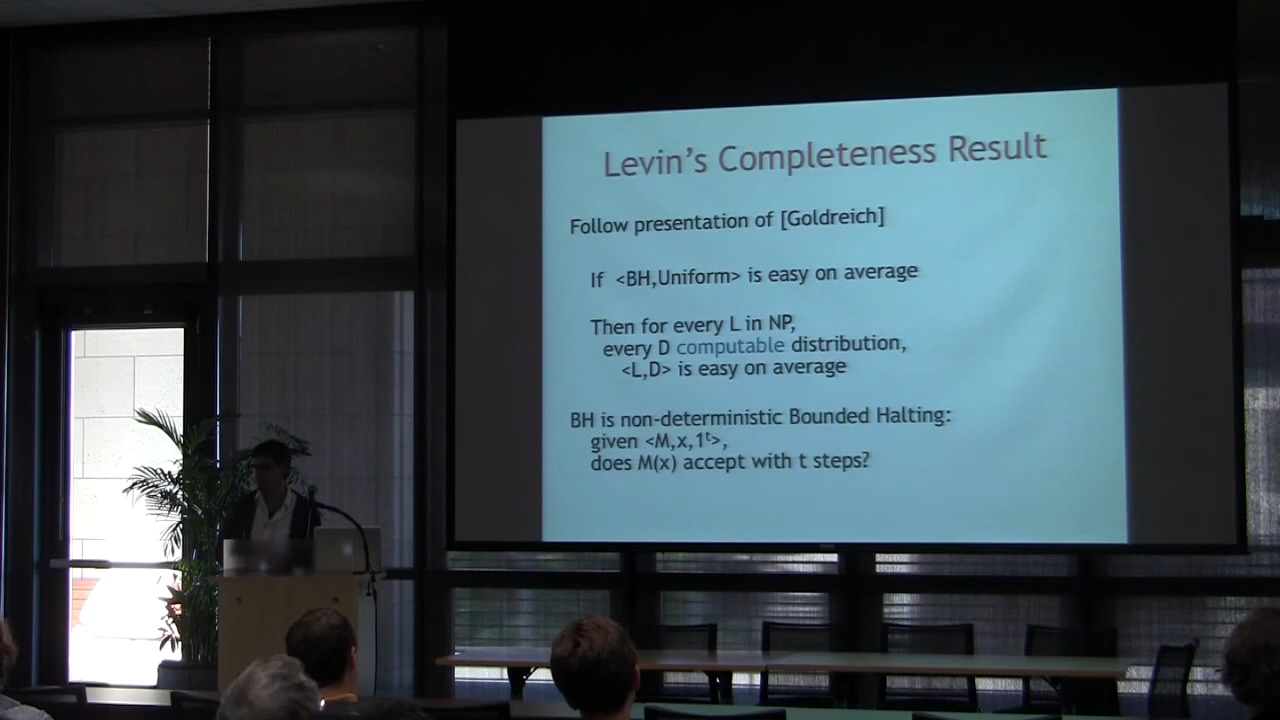 Levin's Completeness Result
Follow presentation of [Goldreich]
If <BH,Uniform> is easy on average
Then for every L in NP,
every D computable distribution,
<L,D> is easy on average
BH is non-deterministic Bounded Halting:
given <M,x,1ᵗ>,
does M(x) accept with t steps?